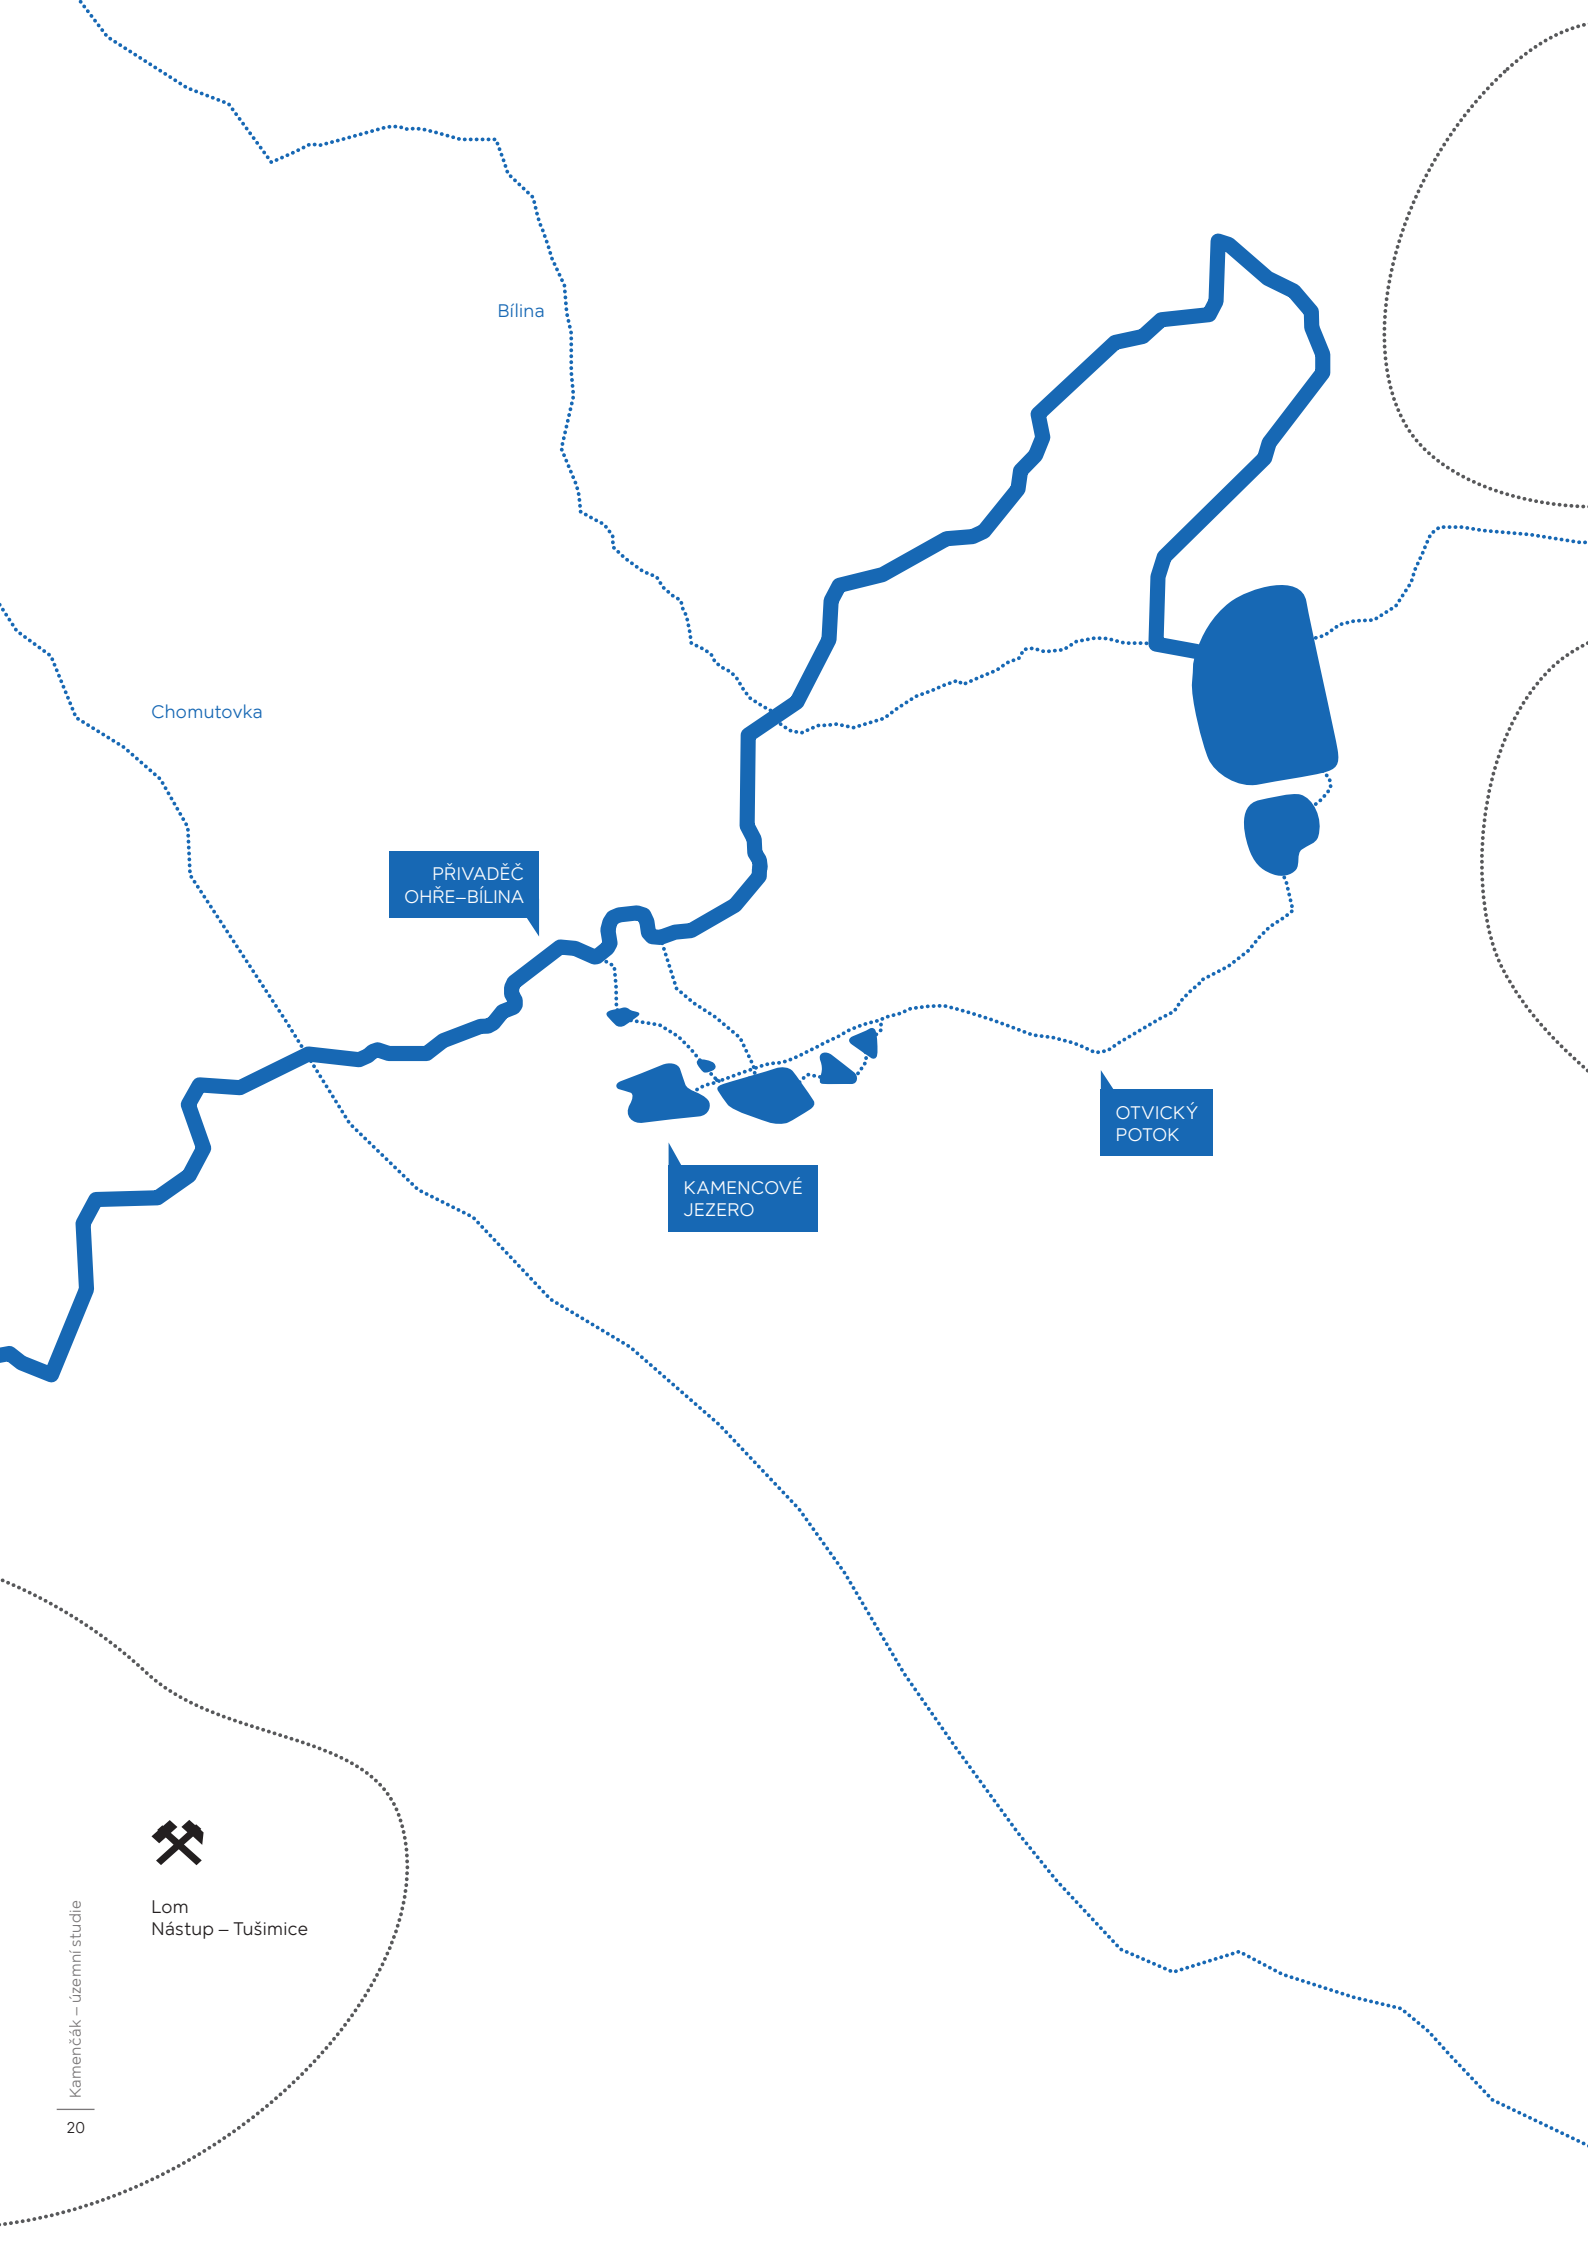 Bílina
Chomutovka
PŘIVADĚČ
OHŘE–BÍLINA
OTVICKÝ
POTOK
KAMENCOVÉ
JEZERO
Lom
Nástup – Tušimice
Kamenčák – územní studie
20